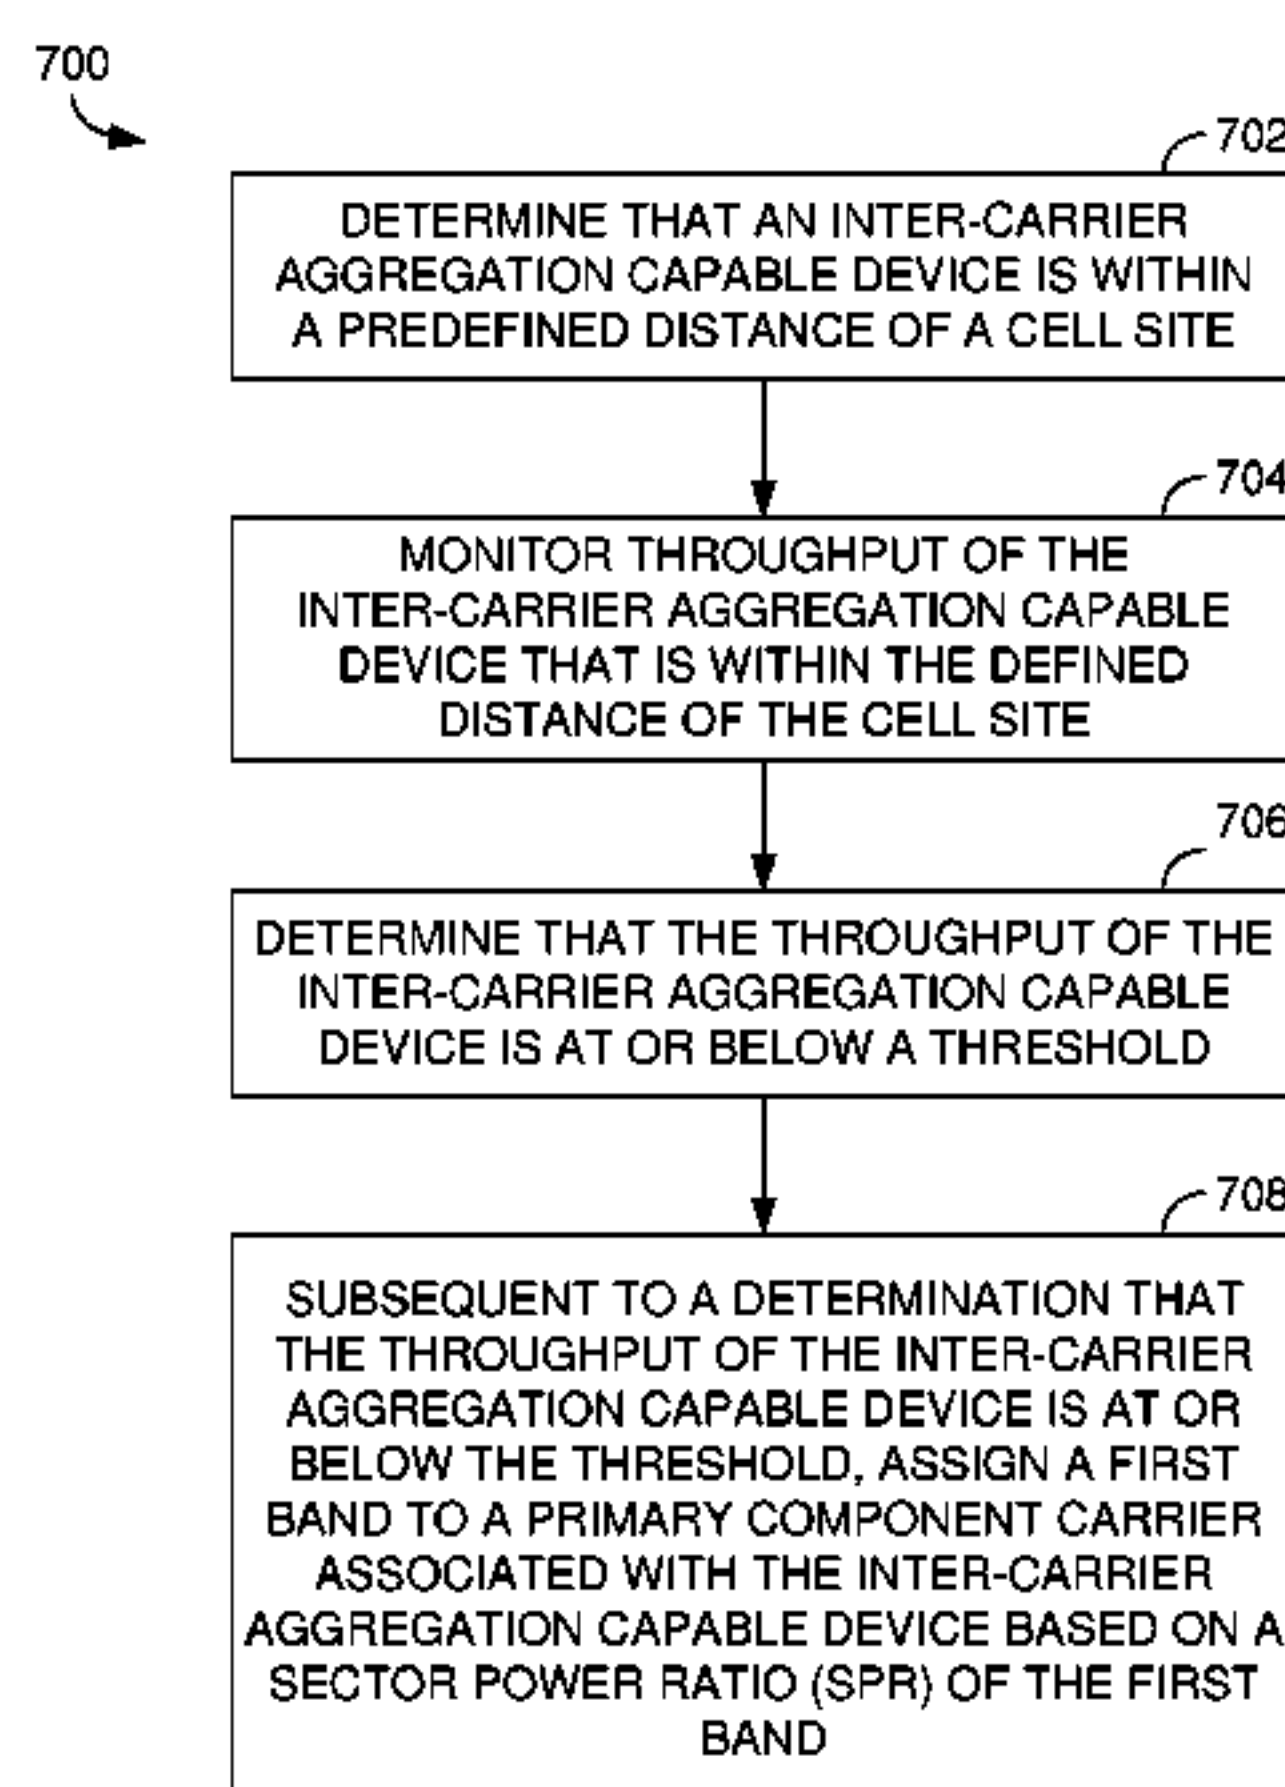 700
702
DETERMINE THAT AN INTER-CARRIER
AGGREGATION CAPABLE DEVICE IS WITHIN
A PREDEFINED DISTANCE OF A CELL SITE
704
MONITOR THROUGHPUT OF THE
INTER-CARRIER AGGREGATION CAPABLE
DEVICE THAT IS WITHIN THE DEFINED
DISTANCE OF THE CELL SITE
706
DETERMINE THAT THE THROUGHPUT OF THE
INTER-CARRIER AGGREGATION CAPABLE
DEVICE IS AT OR BELOW A THRESHOLD
708
SUBSEQUENT TO A DETERMINATION THAT
THE THROUGHPUT OF THE INTER-CARRIER
AGGREGATION CAPABLE DEVICE IS AT OR
BELOW THE THRESHOLD, ASSIGN A FIRST
BAND TO A PRIMARY COMPONENT CARRIER
ASSOCIATED WITH THE INTER-CARRIER
AGGREGATION CAPABLE DEVICE BASED ON A
SECTOR POWER RATIO (SPR) OF THE FIRST
BAND